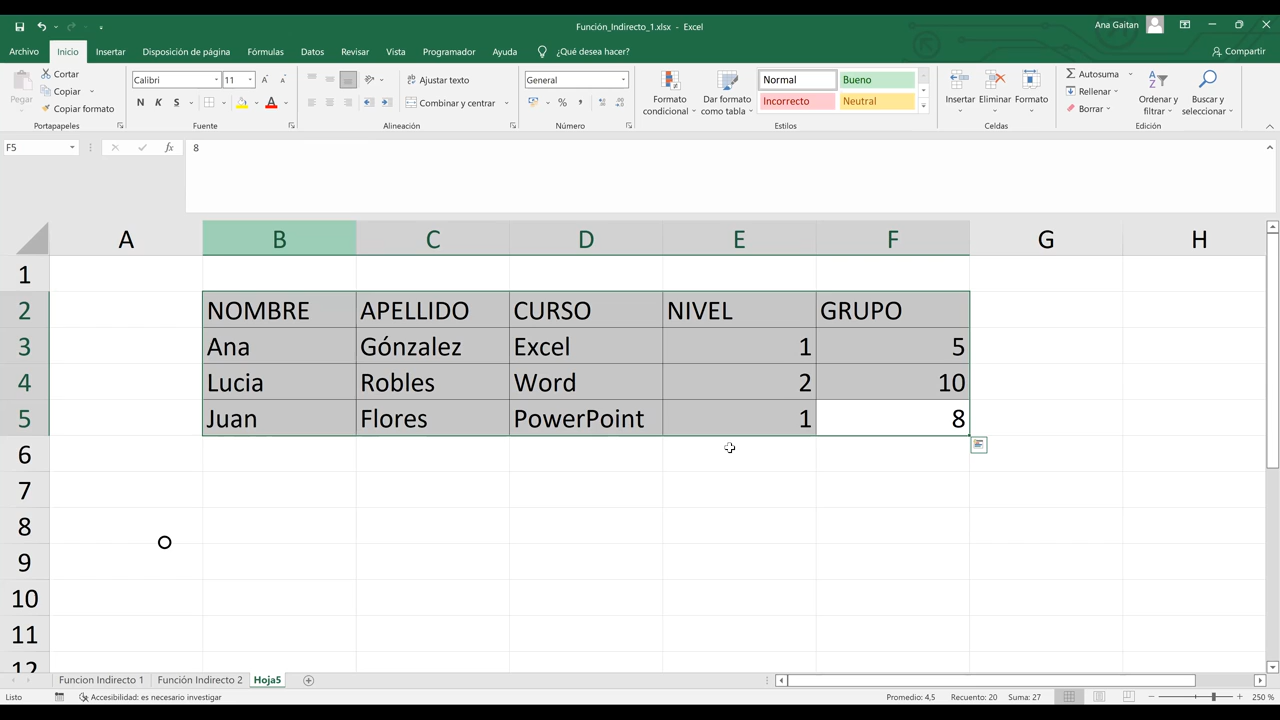 Función_Indirecto_1.xlsx - Excel
Ana Gaitan
Archivo Inicio Insertar Disposición de página Fórmulas Datos Revisar Vista Programador Ayuda ¿Qué desea hacer? Compartir
Pegar
Cortar
Copiar
Copiar formato
Portapapeles
Calibri 11
N K S
Fuente
Ajustar texto
Combinar y centrar
Alineación
General
% 000
Número
Formato condicional
Dar formato como tabla
Normal Bueno
Incorrecto Neutral
Estilos
Insertar Eliminar Formato
Celdas
Autosuma
Rellenar
Borrar
Ordenar y filtrar
Buscar y seleccionar
Edición
F5 fx 8
A B C D E F G H
1
2 NOMBRE APELLIDO CURSO NIVEL GRUPO
3 Ana Gónzalez Excel 1 5
4 Lucia Robles Word 2 10
5 Juan Flores PowerPoint 1 8
6
7
8
9
10
11
12
Funcion Indirecto 1 Función Indirecto 2 Hoja5
Listo Accesibilidad: es necesario investigar Promedio: 4,5 Recuento: 20 Suma: 27 250 %